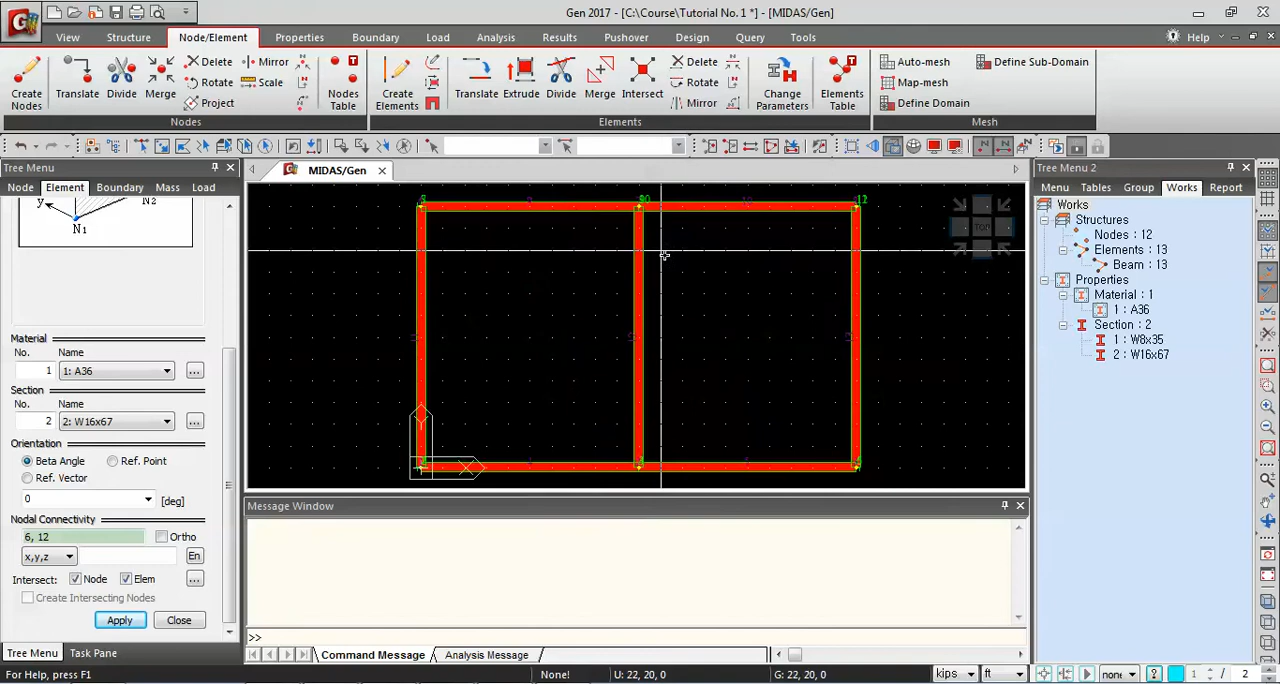 Gen 2017 - [C:\Course\Tutorial No. 1 *] - [MIDAS/Gen]
View Structure Node/Element Properties Boundary Load Analysis Results Pushover Design Query Tools Help
Create Nodes
Translate
Divide
Merge
Delete
Rotate
Project
Mirror
Scale
Nodes Table
Nodes
Create Elements
Translate
Extrude
Divide
Merge
Intersect
Delete
Rotate
Mirror
Change Parameters
Elements Table
Elements
Auto-mesh
Map-mesh
Define Domain
Define Sub-Domain
Mesh
Tree Menu
Node Element Boundary Mass Load
y
N2
N1
Material
No. Name
1 1: A36
Section
No. Name
2 2: W16x67
Orientation
Beta Angle Ref. Point
Ref. Vector
0 [deg]
Nodal Connectivity
6, 12 Ortho
x,y,z En
Intersect: Node Elem
Create Intersecting Nodes
Apply Close
Tree Menu Task Pane
MIDAS/Gen
12
TOP
X
Message Window
>>
Command Message Analysis Message
Tree Menu 2
Menu Tables Group Works Report
Works
Structures
Nodes : 12
Elements : 13
Beam : 13
Properties
Material : 1
1 : A36
Section : 2
1 : W8x35
2 : W16x67
For Help, press F1 None! U: 22, 20, 0 G: 22, 20, 0 kips ft none ? 1 / 2